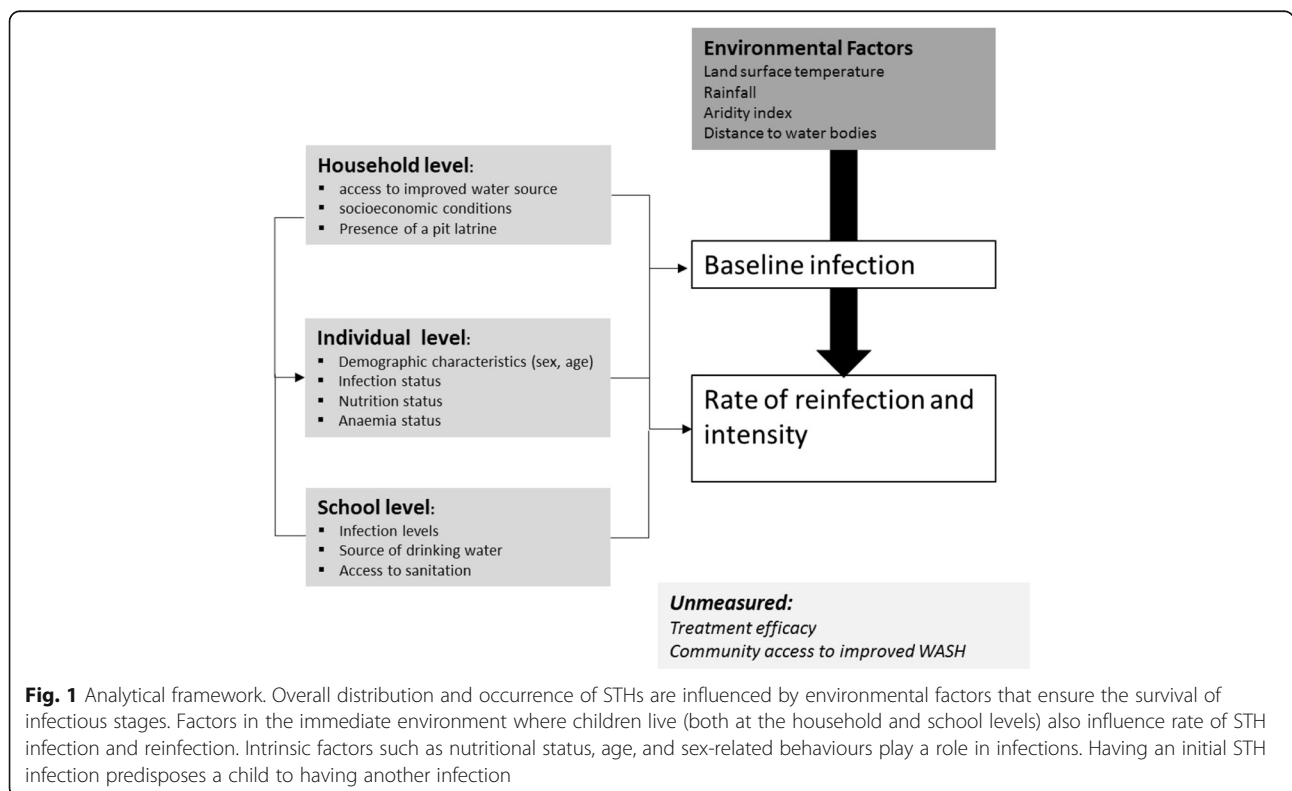 Environmental Factors
Land surface temperature
Rainfall
Aridity index
Distance to water bodies
Household level:
▪ access to improved water source
▪ socioeconomic conditions
▪ Presence of a pit latrine
Baseline infection
Individual level:
▪ Demographic characteristics (sex, age)
▪ Infection status
▪ Nutrition status
▪ Anaemia status
Rate of reinfection and
intensity
School level:
▪ Infection levels
▪ Source of drinking water
▪ Access to sanitation
Unmeasured:
Treatment efficacy
Community access to improved WASH
Fig. 1 Analytical framework. Overall distribution and occurrence of STHs are influenced by environmental factors that ensure the survival of
infectious stages. Factors in the immediate environment where children live (both at the household and school levels) also influence rate of STH
infection and reinfection. Intrinsic factors such as nutritional status, age, and sex-related behaviours play a role in infections. Having an initial STH
infection predisposes a child to having another infection